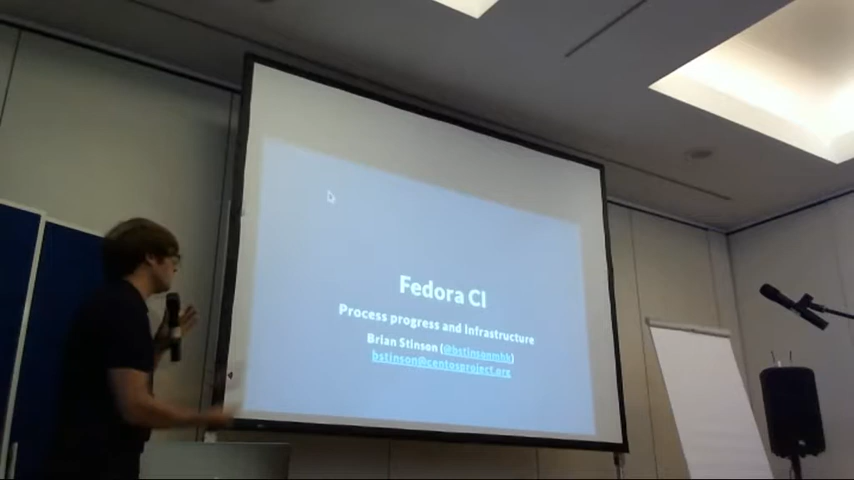 Fedora CI
Process progress and Infrastructure
Brian Stinson (@bstinsonmhk)
bstinson@centosproject.org